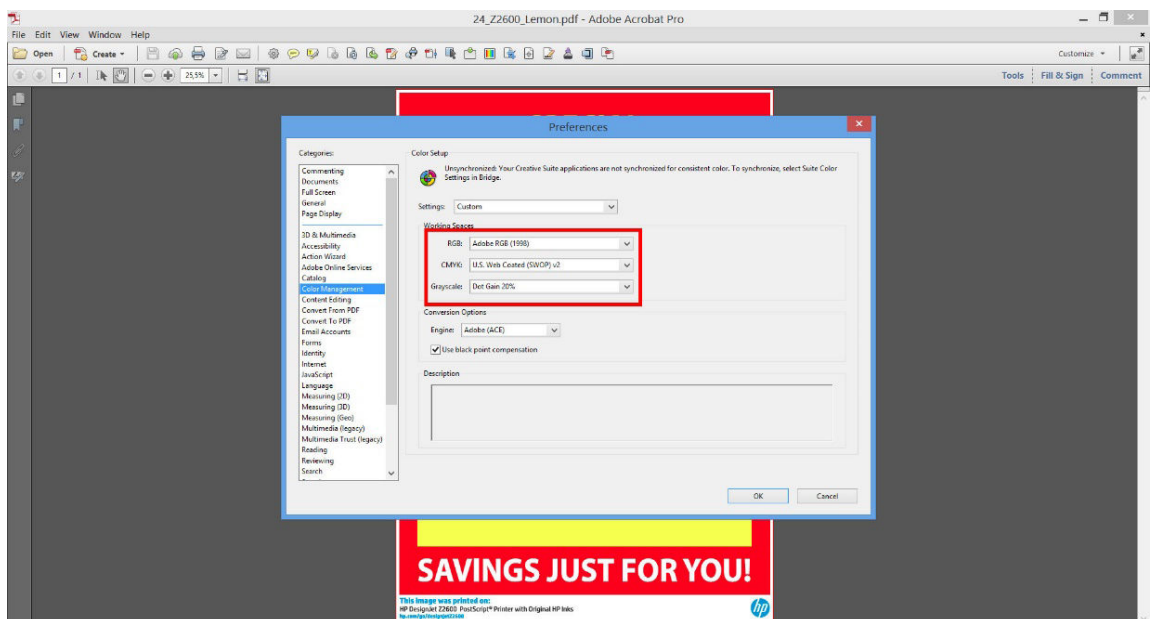 24_Z2600_Lemon.pdf - Adobe Acrobat Pro
File Edit View Window Help
Open Create Customize
1 / 1 25,5% Tools Fill & Sign Comment
Preferences
Categories:
Commenting
Documents
Full Screen
General
Page Display
3D & Multimedia
Accessibility
Action Wizard
Adobe Online Services
Catalog
Color Management
Content Editing
Convert From PDF
Convert To PDF
Email Accounts
Forms
Identity
Internet
JavaScript
Language
Measuring (2D)
Measuring (3D)
Measuring (Geo)
Multimedia (legacy)
Multimedia Trust (legacy)
Reading
Reviewing
Search
Color Setup
Unsynchronized: Your Creative Suite applications are not synchronized for consistent color. To synchronize, select Suite Color
Settings in Bridge.
Settings: Custom
Working Spaces
RGB: Adobe RGB (1998)
CMYK: U.S. Web Coated (SWOP) v2
Grayscale: Dot Gain 20%
Conversion Options
Engine: Adobe (ACE)
Use black point compensation
Description
OK Cancel
SAVINGS JUST FOR YOU!
This image was printed on:
HP DesignJet Z2600 PostScript® Printer with Original HP Inks
hp